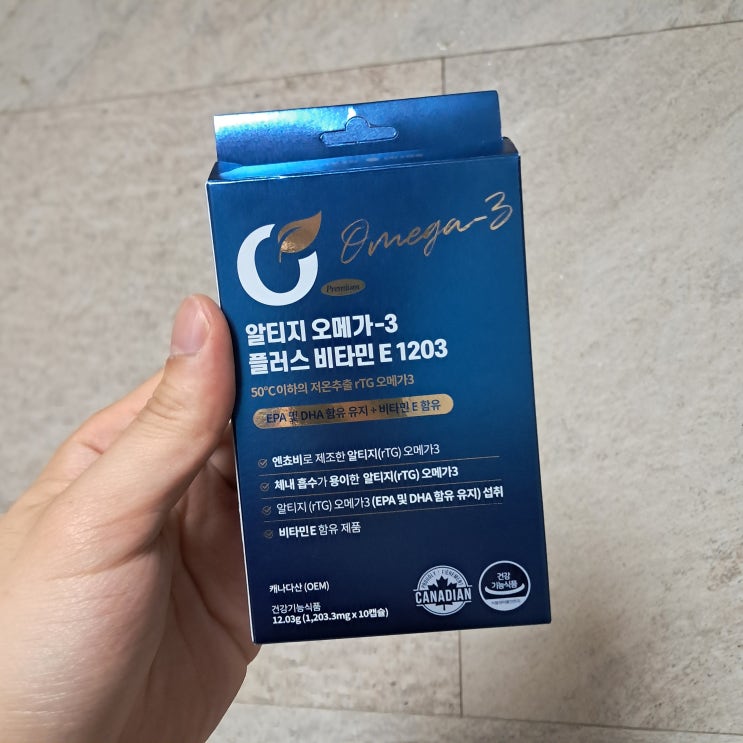 Omega-3
Premium
알티지 오메가-3
플러스 비타민 E 1203
50℃ 이하의 저온추출 rTG 오메가3
EPA 및 DHA 함유 유지 + 비타민 E 함유
엔쵸비로 제조한 알티지(rTG) 오메가3
체내 흡수가 용이한 알티지(rTG) 오메가3
알티지 (rTG) 오메가3 (EPA 및 DHA 함유 유지) 섭취
비타민 E 함유 제품
캐나다산 (OEM)
건강기능식품
12.03g (1,203.3mg x 10캡슐)
CANADIAN
건강
기능식품